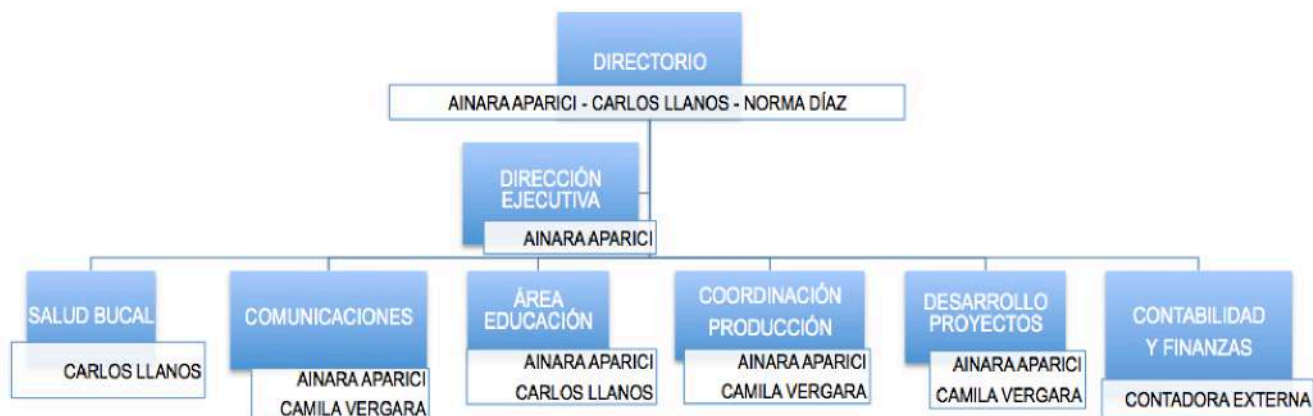 DIRECTORIO
AINARA APARICI - CARLOS LLANOS - NORMA DÍAZ
DIRECCIÓN
EJECUTIVA
AINARA APARICI
SALUD BUCAL
CARLOS LLANOS
COMUNICACIONES
AINARA APARICI
CAMILA VERGARA
ÁREA
EDUCACIÓN
AINARA APARICI
CARLOS LLANOS
COORDINACIÓN
PRODUCCIÓN
AINARA APARICI
CAMILA VERGARA
DESARROLLO
PROYECTOS
AINARA APARICI
CAMILA VERGARA
CONTABILIDAD
Y FINANZAS
CONTADORA EXTERNA